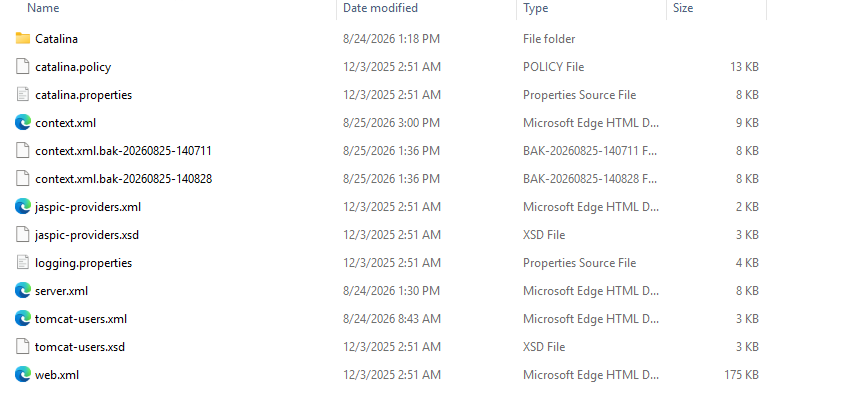 Name Date modified Type Size
Catalina 8/24/2026 1:18 PM File folder
catalina.policy 12/3/2025 2:51 AM POLICY File 13 KB
catalina.properties 12/3/2025 2:51 AM Properties Source File 8 KB
context.xml 8/25/2026 3:00 PM Microsoft Edge HTML D... 9 KB
context.xml.bak-20260825-140711 8/25/2026 1:36 PM BAK-20260825-140711 F... 8 KB
context.xml.bak-20260825-140828 8/25/2026 1:36 PM BAK-20260825-140828 F... 8 KB
jaspic-providers.xml 12/3/2025 2:51 AM Microsoft Edge HTML D... 2 KB
jaspic-providers.xsd 12/3/2025 2:51 AM XSD File 3 KB
logging.properties 12/3/2025 2:51 AM Properties Source File 4 KB
server.xml 8/24/2026 1:30 PM Microsoft Edge HTML D... 8 KB
tomcat-users.xml 8/24/2026 8:43 AM Microsoft Edge HTML D... 3 KB
tomcat-users.xsd 12/3/2025 2:51 AM XSD File 3 KB
web.xml 12/3/2025 2:51 AM Microsoft Edge HTML D... 175 KB